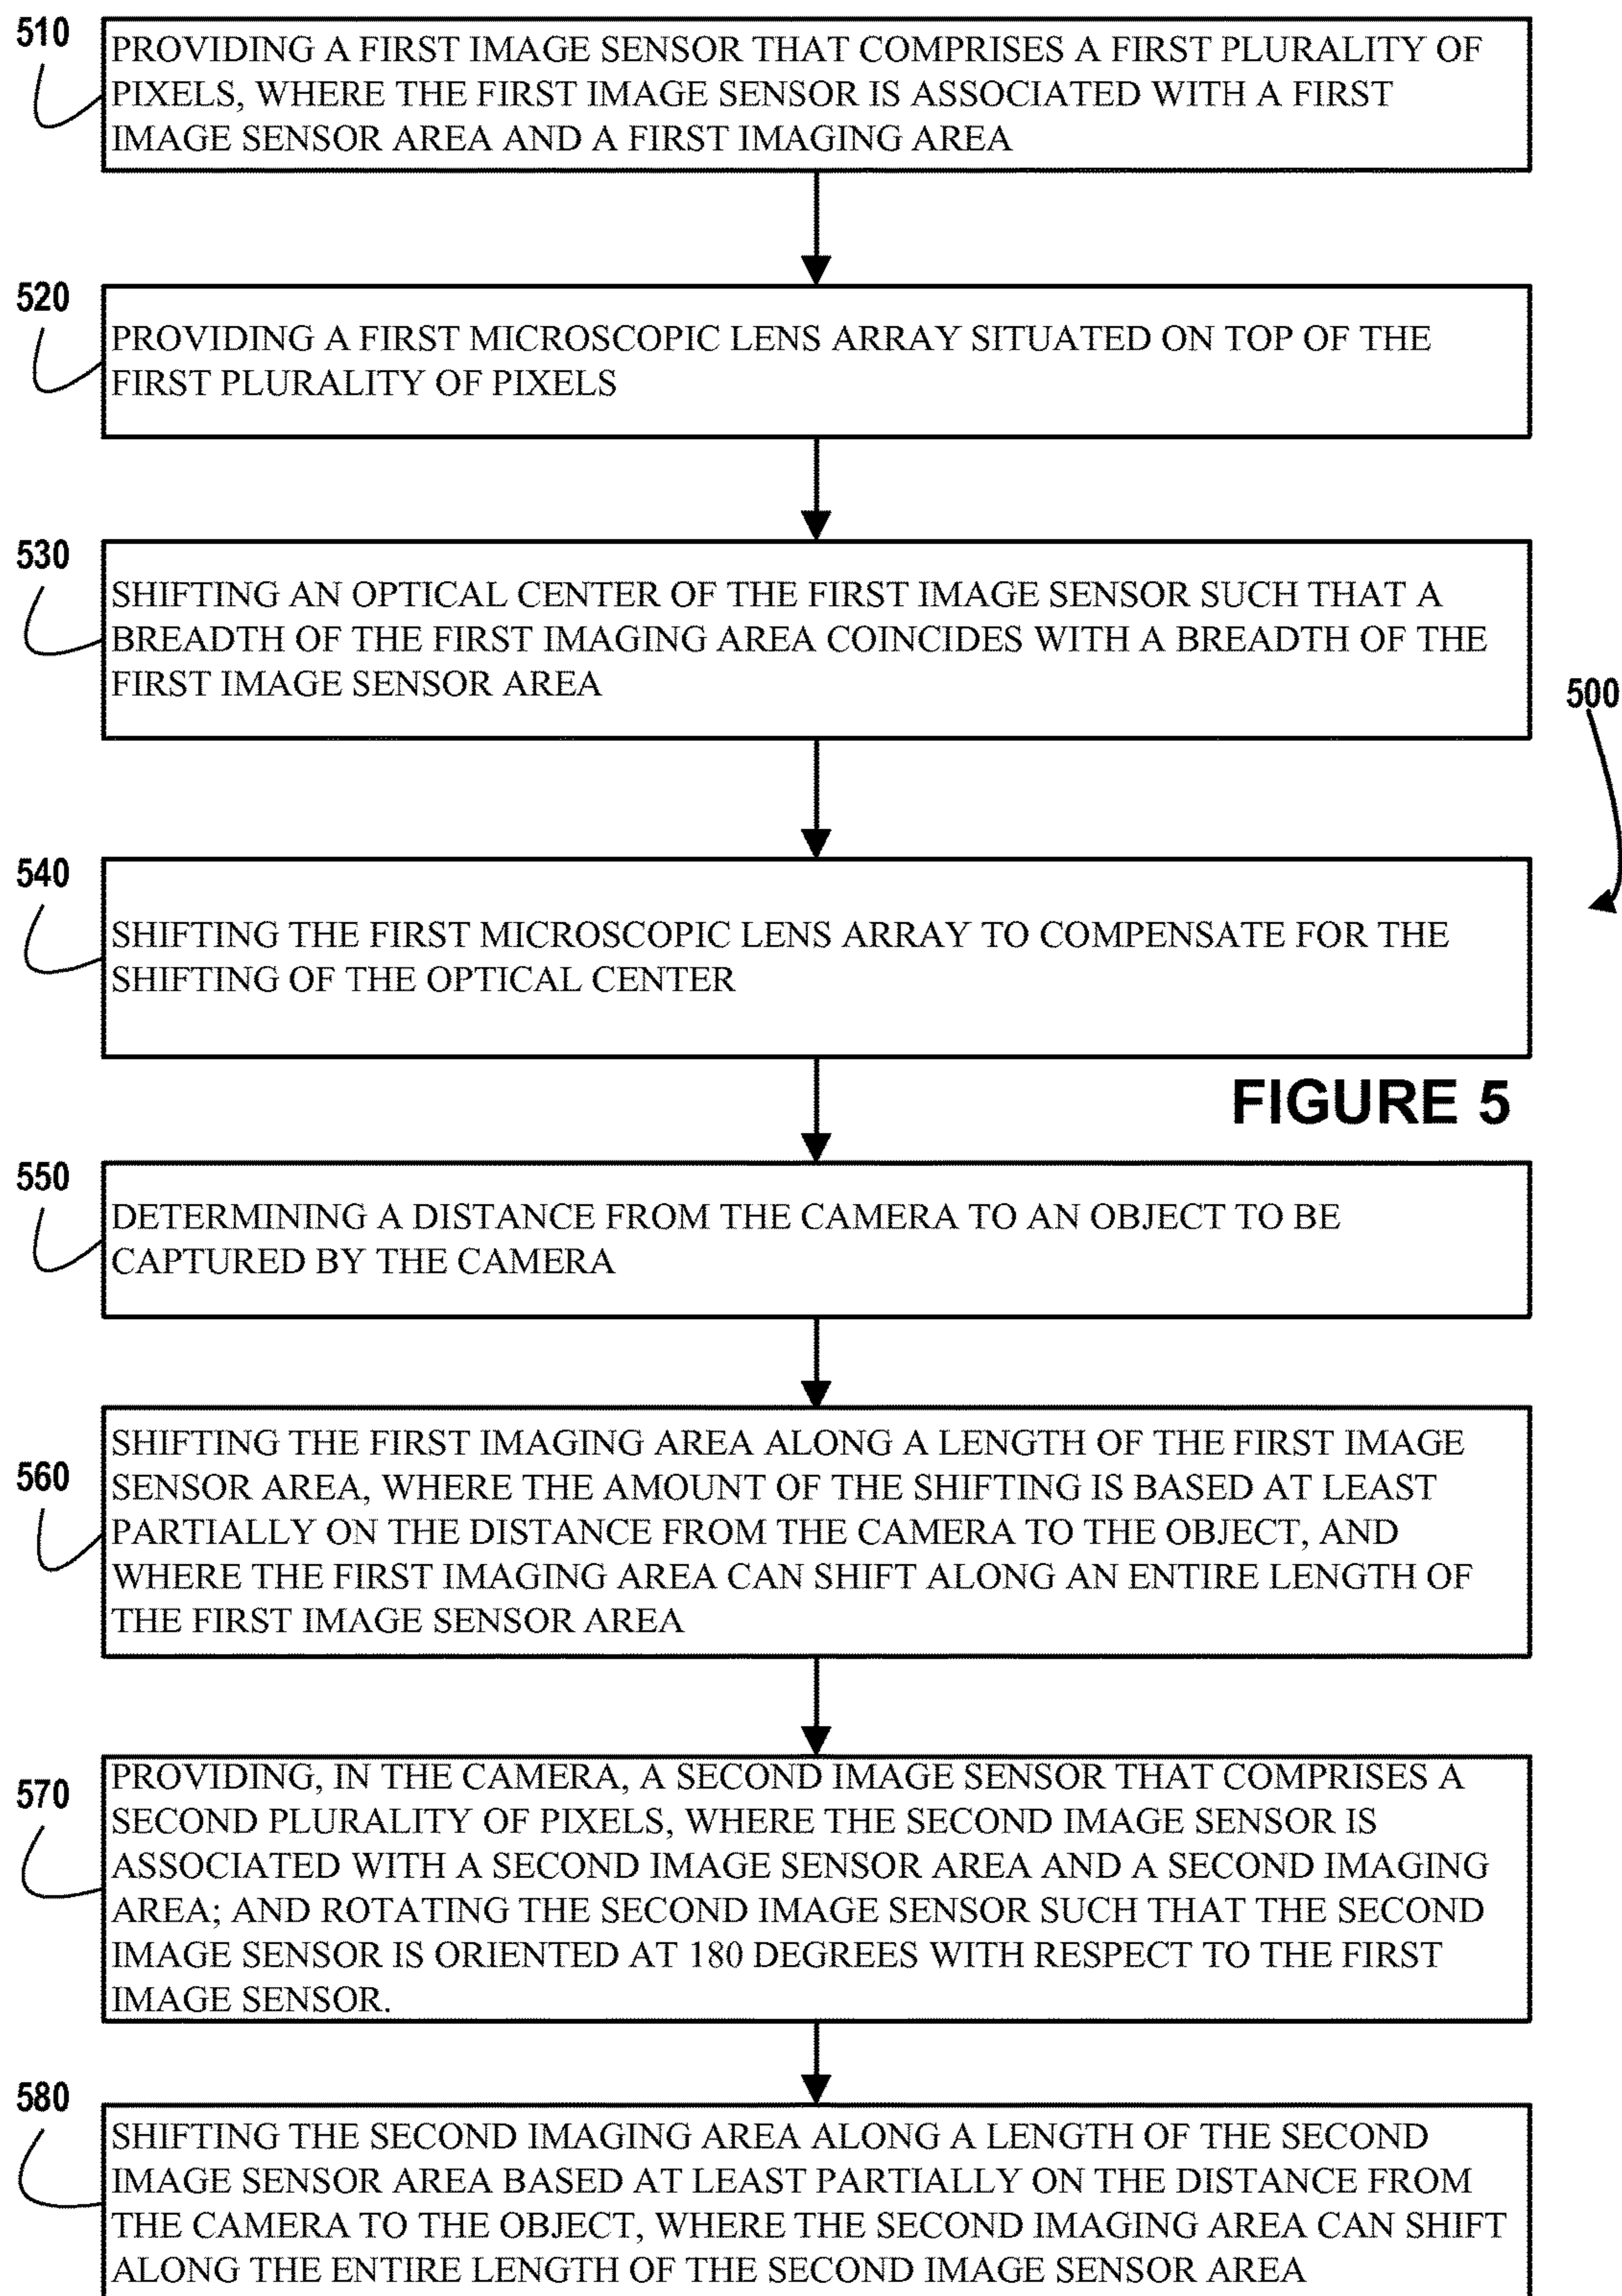 510
PROVIDING A FIRST IMAGE SENSOR THAT COMPRISES A FIRST PLURALITY OF
PIXELS, WHERE THE FIRST IMAGE SENSOR IS ASSOCIATED WITH A FIRST
IMAGE SENSOR AREA AND A FIRST IMAGING AREA
520
PROVIDING A FIRST MICROSCOPIC LENS ARRAY SITUATED ON TOP OF THE
FIRST PLURALITY OF PIXELS
530
SHIFTING AN OPTICAL CENTER OF THE FIRST IMAGE SENSOR SUCH THAT A
BREADTH OF THE FIRST IMAGING AREA COINCIDES WITH A BREADTH OF THE
FIRST IMAGE SENSOR AREA
500
540
SHIFTING THE FIRST MICROSCOPIC LENS ARRAY TO COMPENSATE FOR THE
SHIFTING OF THE OPTICAL CENTER
FIGURE 5
550
DETERMINING A DISTANCE FROM THE CAMERA TO AN OBJECT TO BE
CAPTURED BY THE CAMERA
560
SHIFTING THE FIRST IMAGING AREA ALONG A LENGTH OF THE FIRST IMAGE
SENSOR AREA, WHERE THE AMOUNT OF THE SHIFTING IS BASED AT LEAST
PARTIALLY ON THE DISTANCE FROM THE CAMERA TO THE OBJECT, AND
WHERE THE FIRST IMAGING AREA CAN SHIFT ALONG AN ENTIRE LENGTH OF
THE FIRST IMAGE SENSOR AREA
570
PROVIDING, IN THE CAMERA, A SECOND IMAGE SENSOR THAT COMPRISES A
SECOND PLURALITY OF PIXELS, WHERE THE SECOND IMAGE SENSOR IS
ASSOCIATED WITH A SECOND IMAGE SENSOR AREA AND A SECOND IMAGING
AREA; AND ROTATING THE SECOND IMAGE SENSOR SUCH THAT THE SECOND
IMAGE SENSOR IS ORIENTED AT 180 DEGREES WITH RESPECT TO THE FIRST
IMAGE SENSOR.
580
SHIFTING THE SECOND IMAGING AREA ALONG A LENGTH OF THE SECOND
IMAGE SENSOR AREA BASED AT LEAST PARTIALLY ON THE DISTANCE FROM
THE CAMERA TO THE OBJECT, WHERE THE SECOND IMAGING AREA CAN SHIFT
ALONG THE ENTIRE LENGTH OF THE SECOND IMAGE SENSOR AREA